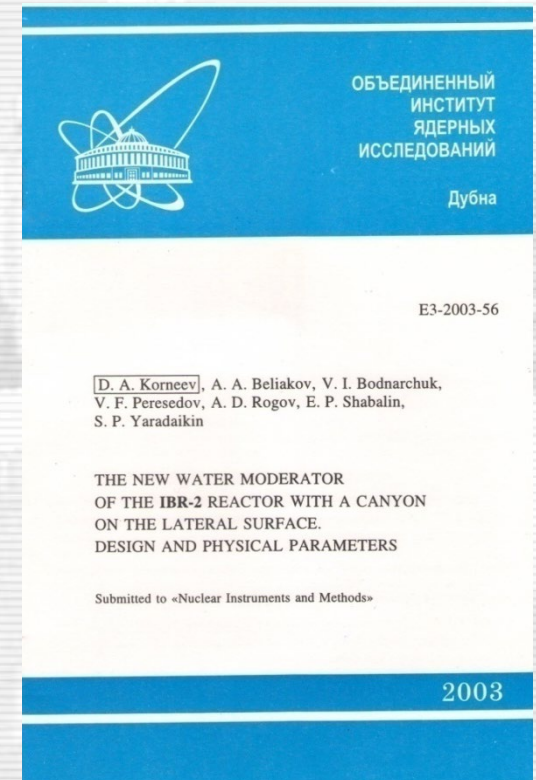 ОБЪЕДИНЕННЫЙ
ИНСТИТУТ
ЯДЕРНЫХ
ИССЛЕДОВАНИЙ
Дубна
E3-2003-56
D. A. Korneev, A. A. Beliakov, V. I. Bodnarchuk,
V. F. Peresedov, A. D. Rogov, E. P. Shabalin,
S. P. Yaradaikin
THE NEW WATER MODERATOR
OF THE IBR-2 REACTOR WITH A CANYON
ON THE LATERAL SURFACE.
DESIGN AND PHYSICAL PARAMETERS
Submitted to «Nuclear Instruments and Methods»
2003